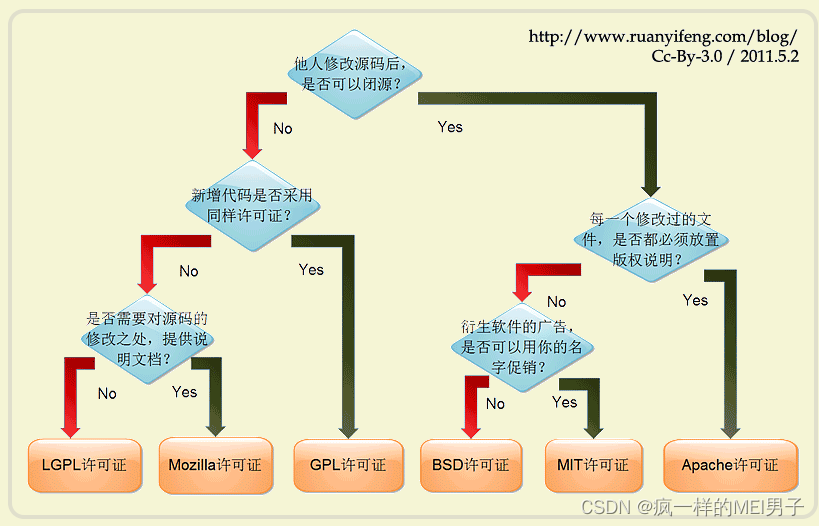 http://www.ruanyifeng.com/blog/
Cc-By-3.0 / 2011.5.2
他人修改源码后，
是否可以闭源？
No
Yes
新增代码是否采用
同样许可证？
每一个修改过的文
件，是否都必须放置
版权说明？
No
Yes
No
Yes
是否需要对源码的
修改之处，提供说
明文档？
衍生软件的广告，
是否可以用你的名
字促销？
No
Yes
No
Yes
LGPL许可证
Mozilla许可证
GPL许可证
BSD许可证
MIT许可证
Apache许可证
CSDN @疯一样的MEI男子